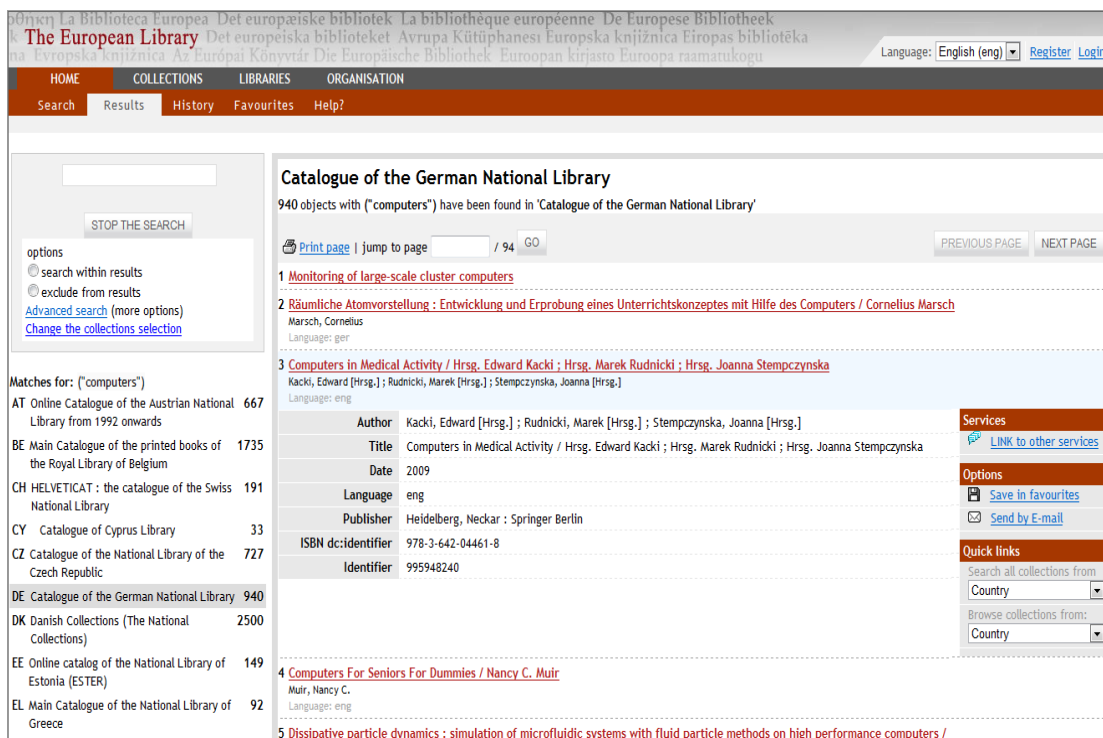 ρθηκη La Biblioteca Europea Det europæiske bibliotek La bibliothèque européenne De Europese Bibliotheek
k The European Library Det europeiska biblioteket Avrupa Kütüphanesi Europska knjižnica Eiropas bibliotēka
na Evropska knjižnica Az Európai Könyvtár Die Europäische Bibliothek Euroopan kirjasto Euroopa raamatukogu
Language: English (eng) Register Login
HOME COLLECTIONS LIBRARIES ORGANISATION
Search Results History Favourites Help?
STOP THE SEARCH
options
search within results
exclude from results
Advanced search (more options)
Change the collections selection
Matches for: ("computers")
AT Online Catalogue of the Austrian National 667
Library from 1992 onwards
BE Main Catalogue of the printed books of 1735
the Royal Library of Belgium
CH HELVETICAT : the catalogue of the Swiss 191
National Library
CY Catalogue of Cyprus Library 33
CZ Catalogue of the National Library of the 727
Czech Republic
DE Catalogue of the German National Library 940
DK Danish Collections (The National 2500
Collections)
EE Online catalog of the National Library of 149
Estonia (ESTER)
EL Main Catalogue of the National Library of 92
Greece
Catalogue of the German National Library
940 objects with ("computers") have been found in 'Catalogue of the German National Library'
Print page | jump to page / 94 GO PREVIOUS PAGE NEXT PAGE
1 Monitoring of large-scale cluster computers
2 Räumliche Atomvorstellung : Entwicklung und Erprobung eines Unterrichtskonzeptes mit Hilfe des Computers / Cornelius Marsch
Marsch, Cornelius
Language: ger
3 Computers in Medical Activity / Hrsg. Edward Kacki ; Hrsg. Marek Rudnicki ; Hrsg. Joanna Stempczynska
Kacki, Edward [Hrsg.] ; Rudnicki, Marek [Hrsg.] ; Stempczynska, Joanna [Hrsg.]
Language: eng
Author Kacki, Edward [Hrsg.] ; Rudnicki, Marek [Hrsg.] ; Stempczynska, Joanna [Hrsg.]
Title Computers in Medical Activity / Hrsg. Edward Kacki ; Hrsg. Marek Rudnicki ; Hrsg. Joanna Stempczynska
Date 2009
Language eng
Publisher Heidelberg, Neckar : Springer Berlin
ISBN dc:identifier 978-3-642-04461-8
Identifier 995948240
Services
LINK to other services
Options
Save in favourites
Send by E-mail
Quick links
Search all collections from
Country
Browse collections from:
Country
4 Computers For Seniors For Dummies / Nancy C. Muir
Muir, Nancy C.
Language: eng
5 Dissipative particle dynamics : simulation of microfluidic systems with fluid particle methods on high performance computers /